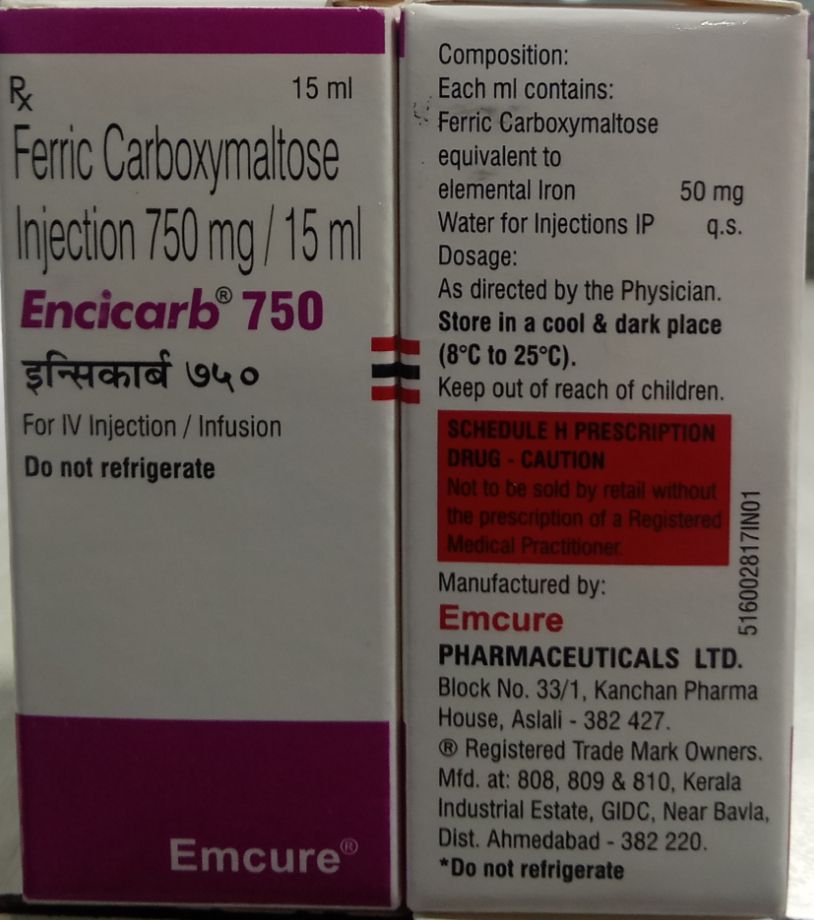 Rx
15 ml
Ferric Carboxymaltose
Injection 750 mg / 15 ml
Encicarb® 750
इन्सिकार्ब ७५०
For IV Injection / Infusion
Do not refrigerate
Emcure®
Composition:
Each ml contains:
Ferric Carboxymaltose
equivalent to
elemental Iron 50 mg
Water for Injections IP q.s.
Dosage:
As directed by the Physician.
Store in a cool & dark place
(8°C to 25°C).
Keep out of reach of children.
SCHEDULE H PRESCRIPTION
DRUG - CAUTION
Not to be sold by retail without
the prescription of a Registered
Medical Practitioner.
Manufactured by:
Emcure
PHARMACEUTICALS LTD.
Block No. 33/1, Kanchan Pharma
House, Aslali - 382 427.
® Registered Trade Mark Owners.
Mfd. at: 808, 809 & 810, Kerala
Industrial Estate, GIDC, Near Bavla,
Dist. Ahmedabad - 382 220.
*Do not refrigerate
516002817IN01